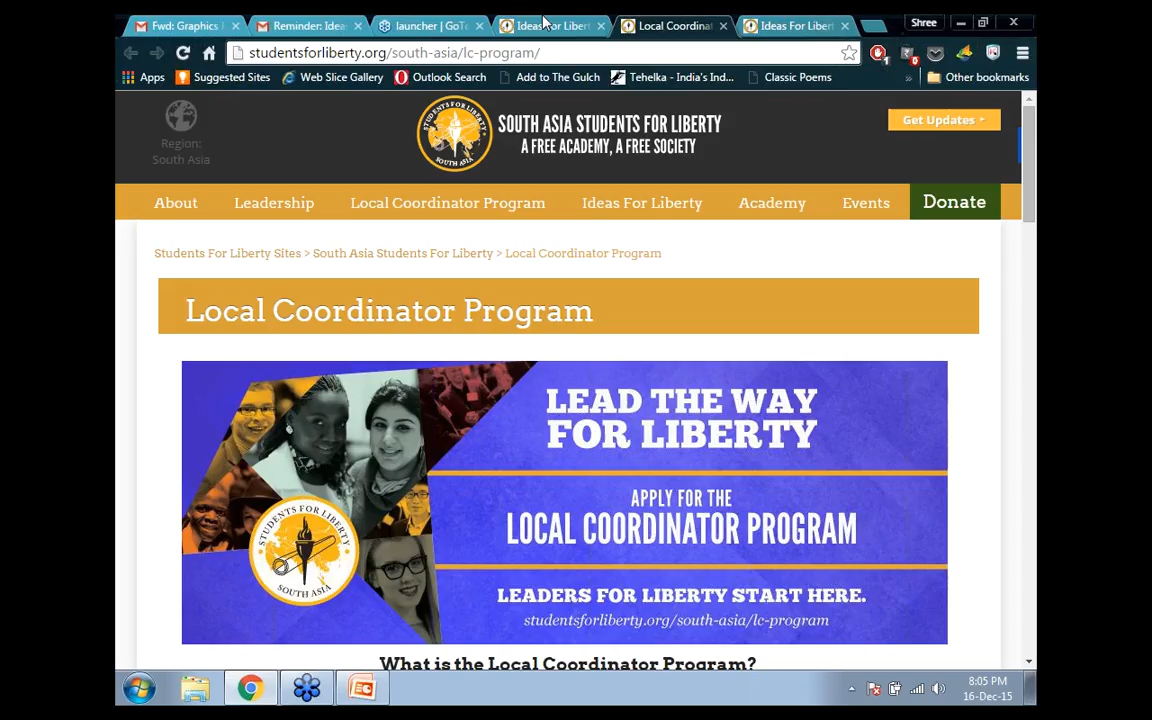 Fwd: Graphics
Reminder: Idea
launcher | GoTo
Ideas For Libert
Local Coordinat
Ideas For Libert
Shree
studentsforliberty.org/south-asia/lc-program/
Apps
Suggested Sites
Web Slice Gallery
Outlook Search
Add to The Gulch
Tehelka - India's Ind...
Classic Poems
»
Other bookmarks
Region:
South Asia
STUDENTS FOR LIBERTY
SOUTH ASIA
SOUTH ASIA STUDENTS FOR LIBERTY
A FREE ACADEMY, A FREE SOCIETY
Get Updates
About
Leadership
Local Coordinator Program
Ideas For Liberty
Academy
Events
Donate
Students For Liberty Sites > South Asia Students For Liberty > Local Coordinator Program
Local Coordinator Program
LEAD THE WAY
FOR LIBERTY
APPLY FOR THE
LOCAL COORDINATOR PROGRAM
LEADERS FOR LIBERTY START HERE.
studentsforliberty.org/south-asia/lc-program
STUDENTS FOR LIBERTY
SOUTH ASIA
What is the Local Coordinator Program?
8:05 PM
16-Dec-15